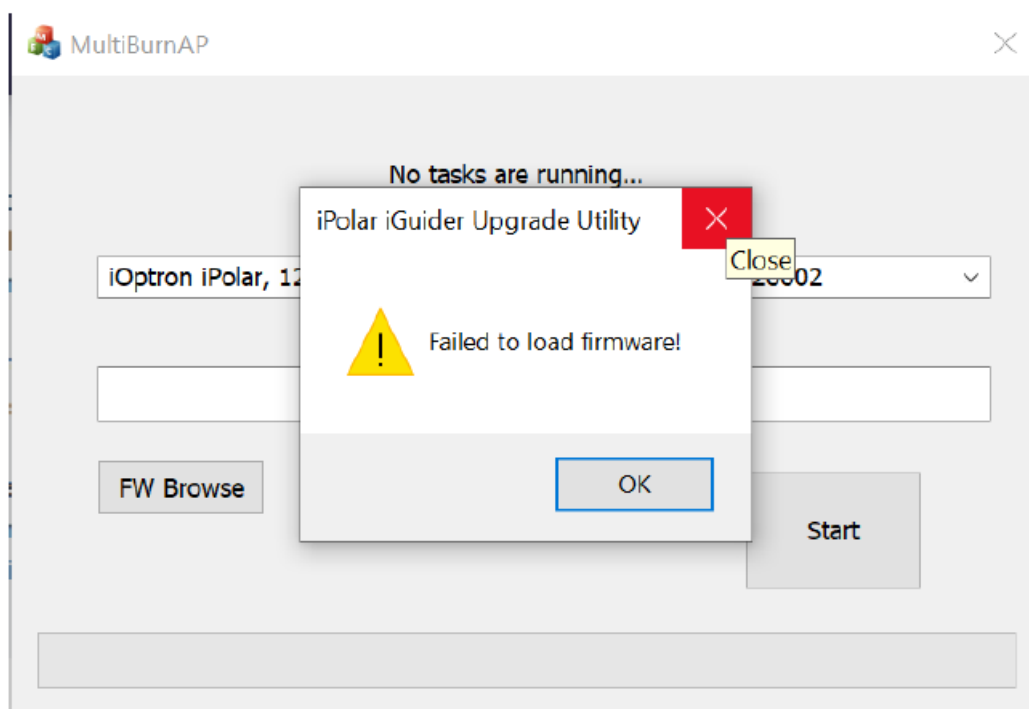 MultiBurnAP
No tasks are running...
iPolar iGuider Upgrade Utility
Close
iOptron iPolar,
Failed to load firmware!
FW Browse
OK
Start